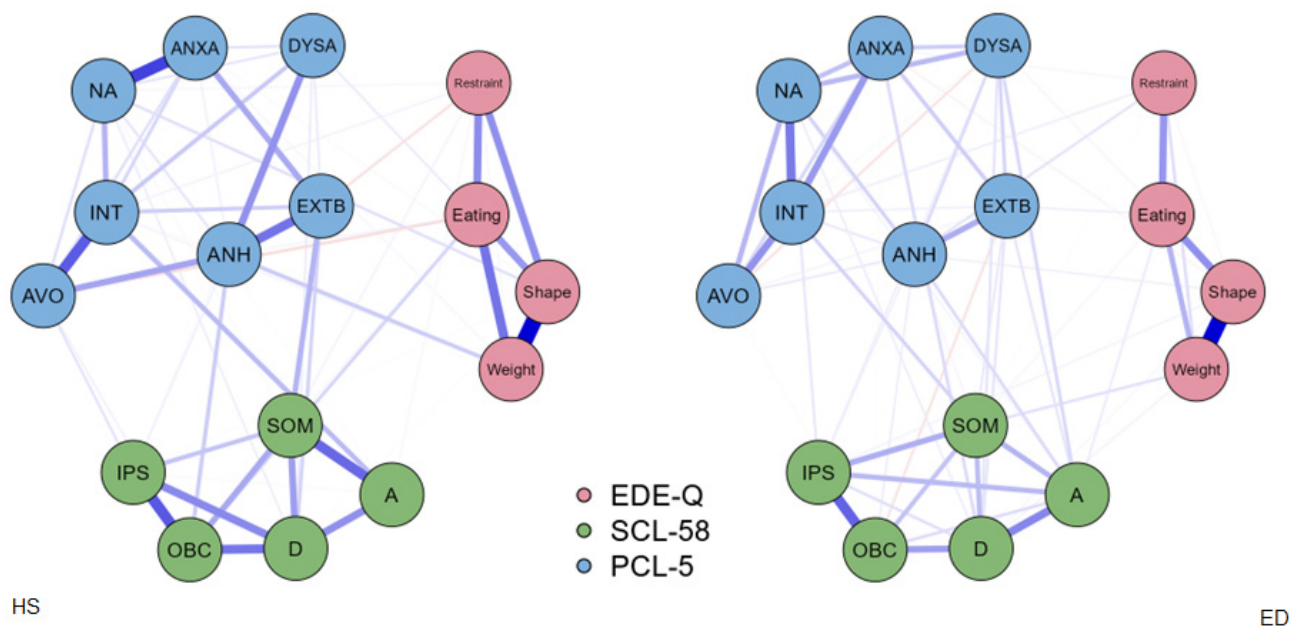 ANXA
DYSA
NA
Restraint
INT
EXTB
Eating
ANH
AVO
Shape
Weight
SOM
IPS
A
OBC
D
HS
EDE-Q
SCL-58
PCL-5
ANXA
DYSA
NA
Restraint
INT
EXTB
Eating
ANH
AVO
Shape
Weight
SOM
IPS
A
OBC
D
ED